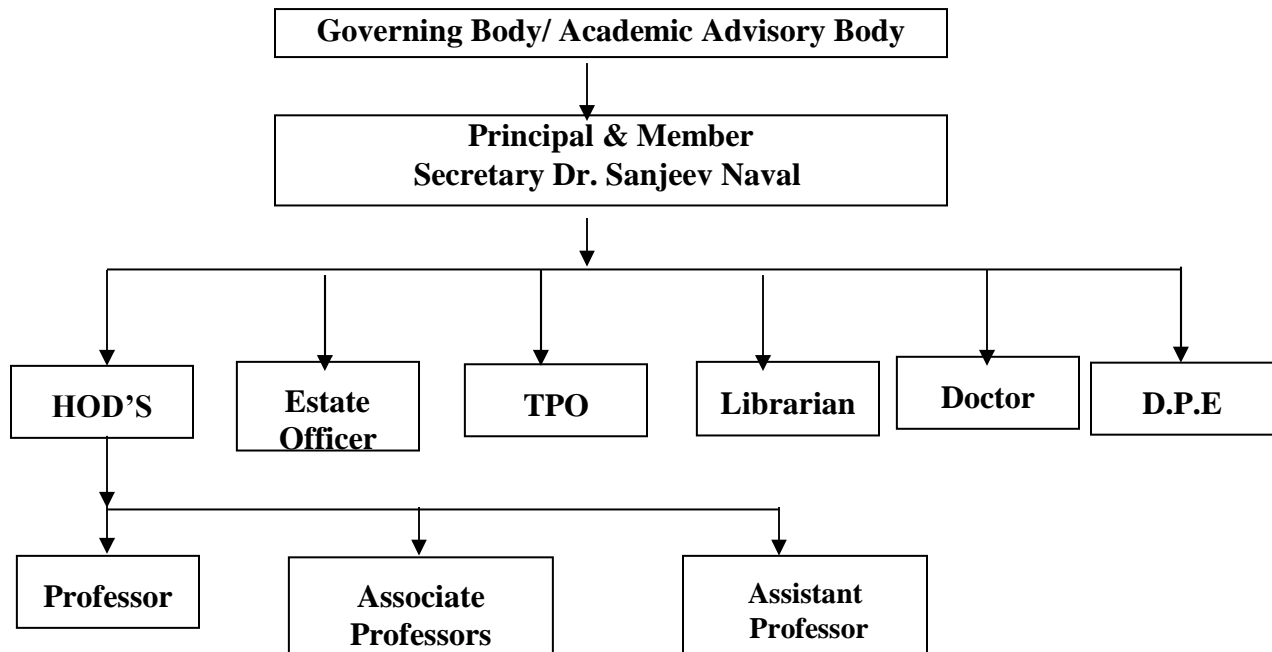 Governing Body/ Academic Advisory Body
Principal & Member
Secretary Dr. Sanjeev Naval
HOD’S
Estate
Officer
TPO
Librarian
Doctor
D.P.E
Professor
Associate
Professors
Assistant
Professor